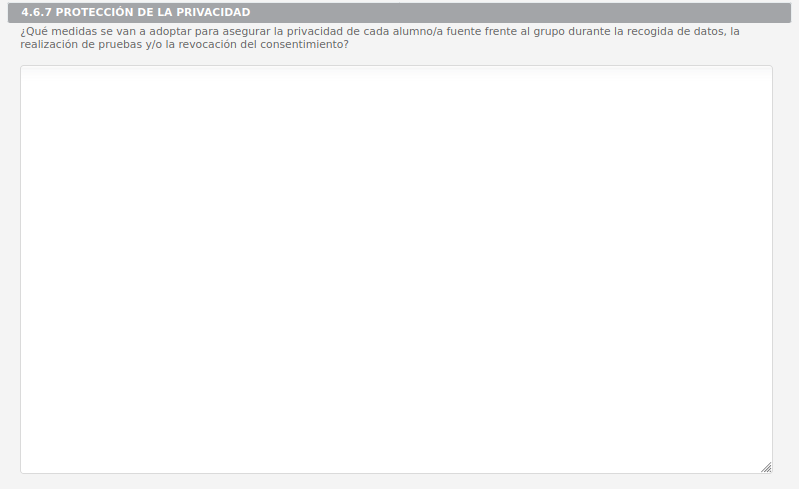 4.6.7 PROTECCIÓN DE LA PRIVACIDAD
¿Qué medidas se van a adoptar para asegurar la privacidad de cada alumno/a fuente frente al grupo durante la recogida de datos, la
realización de pruebas y/o la revocación del consentimiento?